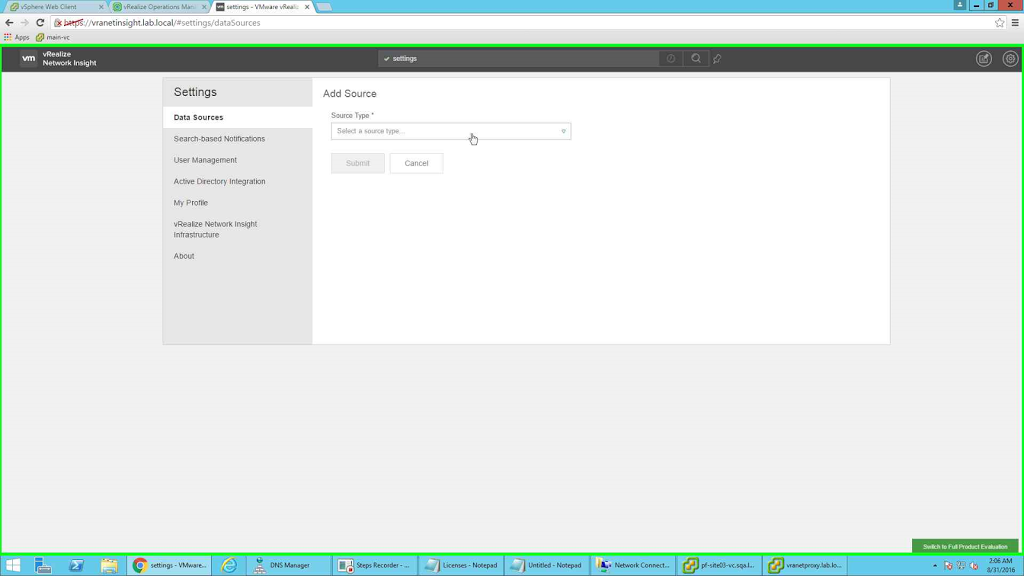 vSphere Web Client
vRealize Operations Man
settings - VMware vReali
https://vranetinsight.lab.local/#settings/dataSources
Apps
main-vc
vm
vRealize
Network Insight
settings
Settings
Add Source
Data Sources
Source Type *
Select a source type...
Search-based Notifications
User Management
Submit
Cancel
Active Directory Integration
My Profile
vRealize Network Insight
Infrastructure
About
Switch to Full Product Evaluation
settings - VMware...
DNS Manager
Steps Recorder - ...
Licenses - Notepad
Untitled - Notepad
Network Connect...
pf-site03-vc.sqa.l...
vranetproxy.lab.lo...
2:06 AM
8/31/2016